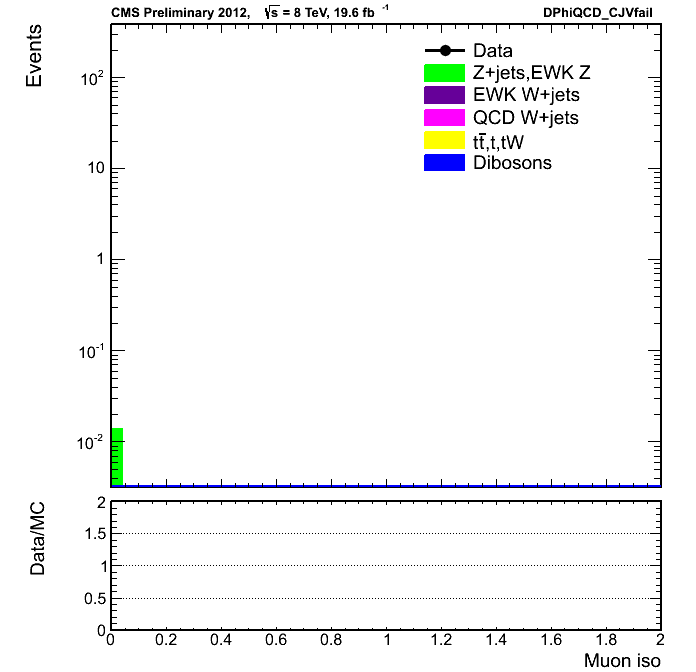 CMS Preliminary 2012, √s = 8 TeV, 19.6 fb⁻¹ DPhiQCD_CJVfail
Events
Data
Z+jets,EWK Z
EWK W+jets
QCD W+jets
tt̅,t,tW
Dibosons
10²
10
1
10⁻¹
10⁻²
Data/MC
2
1.5
1
0.5
0
0 0.2 0.4 0.6 0.8 1 1.2 1.4 1.6 1.8 2
Muon iso